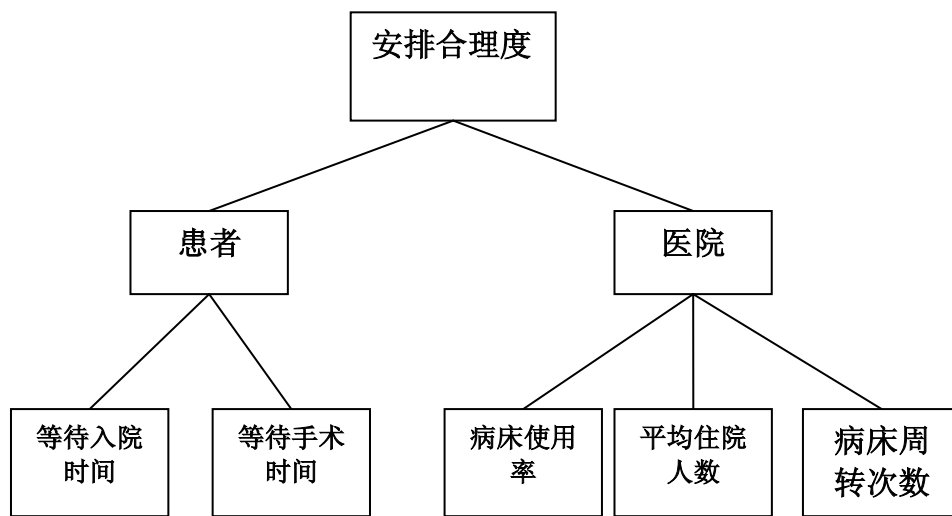 安排合理度
患者
医院
等待入院
时间
等待手术
时间
病床使用
率
平均住院
人数
病床周
转次数